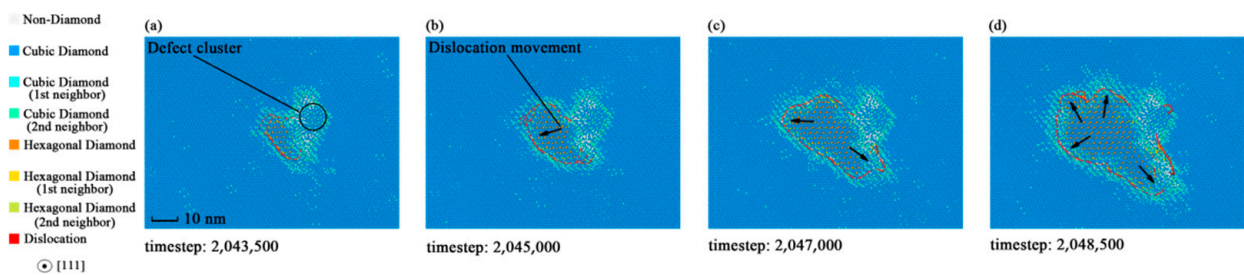 Non-Diamond
Cubic Diamond
Cubic Diamond
(1st neighbor)
Cubic Diamond
(2nd neighbor)
Hexagonal Diamond
Hexagonal Diamond
(1st neighbor)
Hexagonal Diamond
(2nd neighbor)
Dislocation
[111]
(a)
Defect cluster
10 nm
timestep: 2,043,500
(b)
Dislocation movement
timestep: 2,045,000
(c)
timestep: 2,047,000
(d)
timestep: 2,048,500